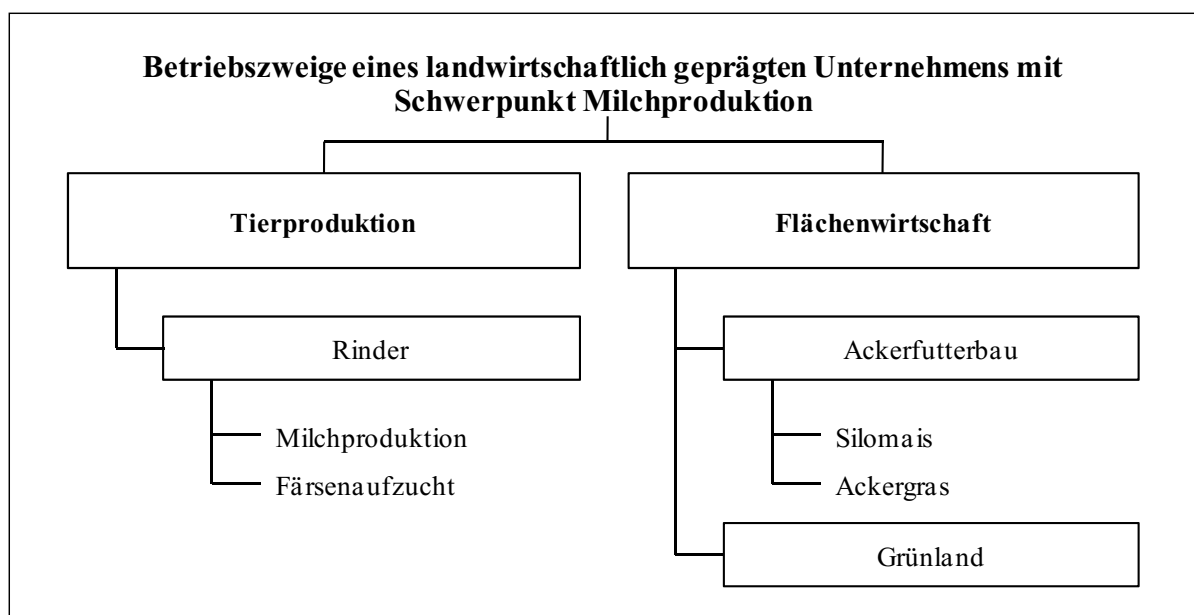 Betriebszweige eines landwirtschaftlich geprägten Unternehmens mit
Schwerpunkt Milchproduktion
Tierproduktion
Rinder
Milchproduktion
Färsenaufzucht
Flächenwirtschaft
Ackerfutterbau
Silomais
Ackergras
Grünland